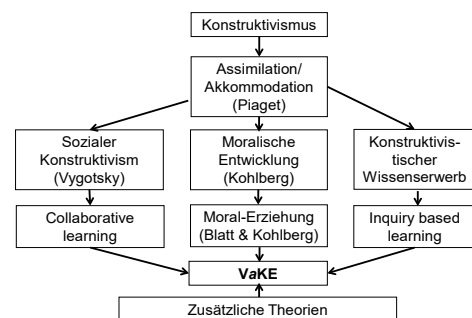 Konstruktivismus
Assimilation/
Akkommodation
(Piaget)
Sozialer
Konstruktivism
(Vygotsky)
Moralische
Entwicklung
(Kohlberg)
Konstruktivis-
tischer
Wissenserwerb
Collaborative
learning
Moral-Erziehung
(Blatt & Kohlberg)
Inquiry based
learning
VaKE
Zusätzliche Theorien